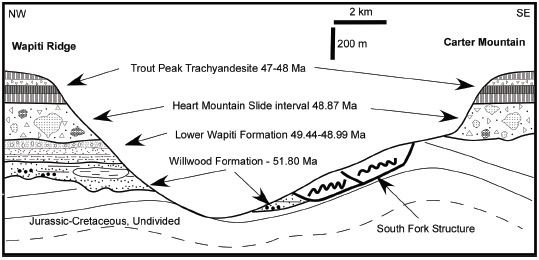 NW
2 km
SE
200 m
Wapiti Ridge
Carter Mountain
Trout Peak Trachyandesite 47-48 Ma
Heart Mountain Slide interval 48.87 Ma
Lower Wapiti Formation 49.44-48.99 Ma
Willwood Formation - 51.80 Ma
Jurassic-Cretaceous, Undivided
South Fork Structure